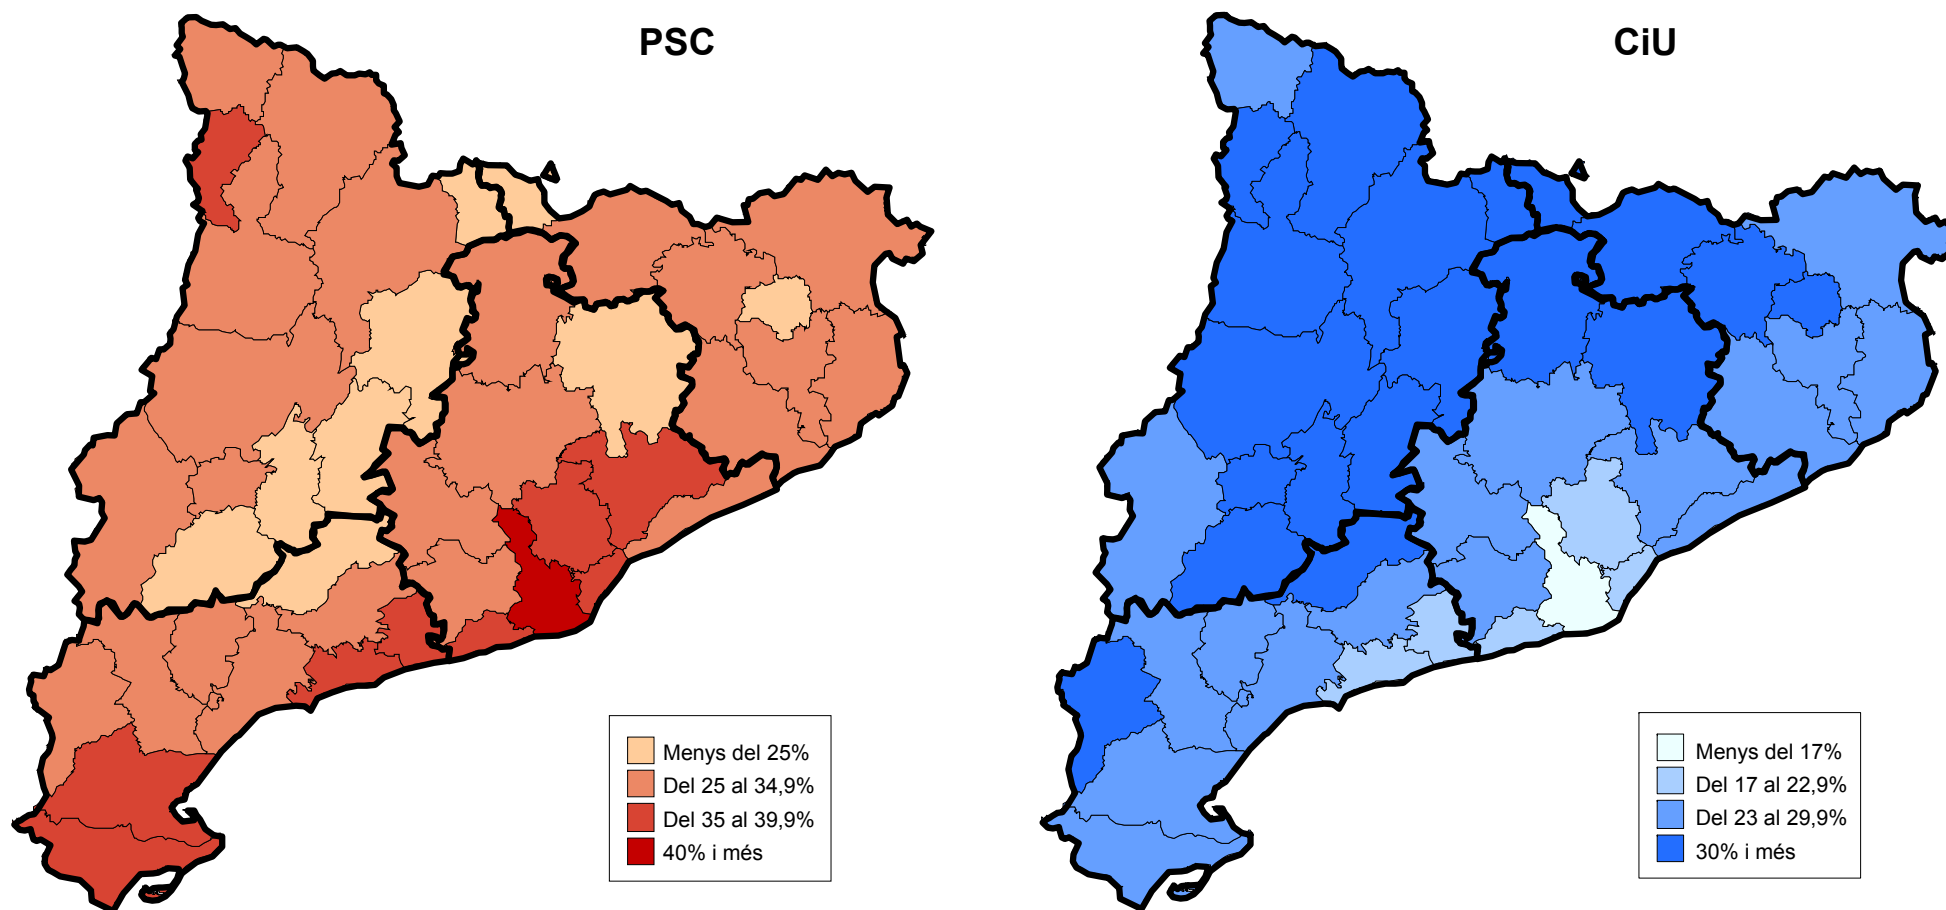 PSC
Menys del 25%
Del 25 al 34,9%
Del 35 al 39,9%
40% i més
CiU
Menys del 17%
Del 17 al 22,9%
Del 23 al 29,9%
30% i més